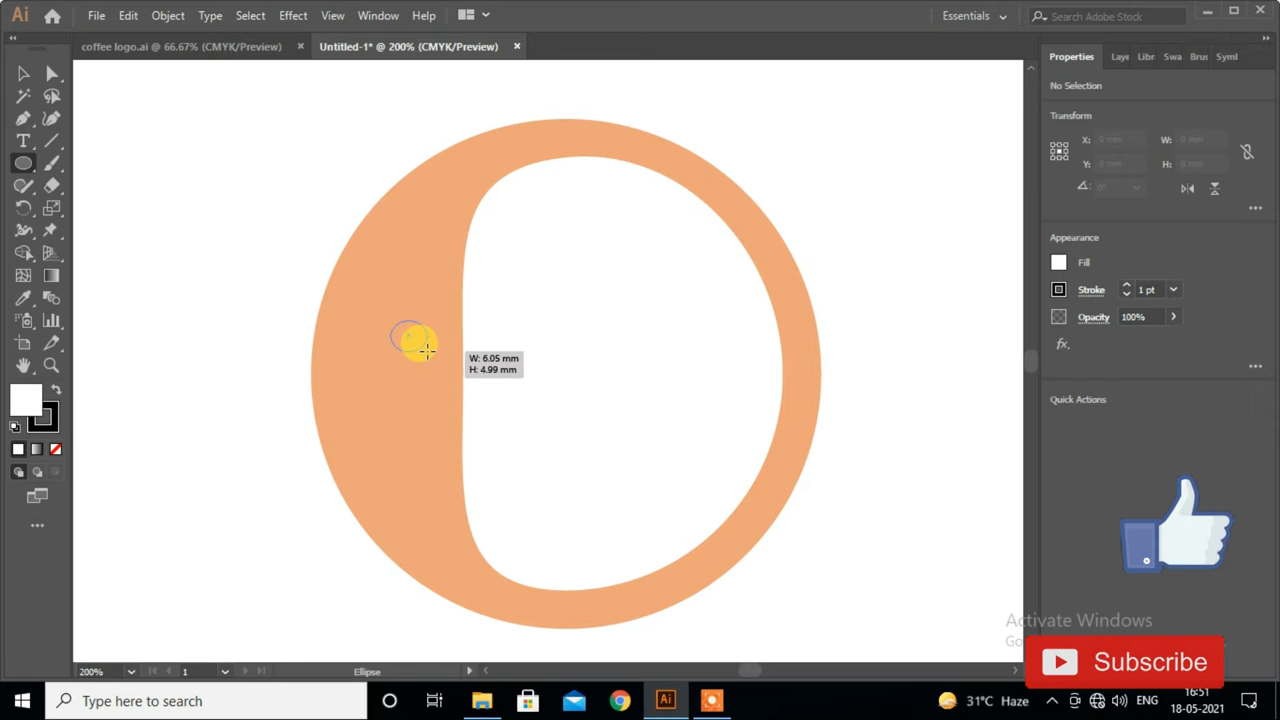 Ai File Edit Object Type Select Effect View Window Help Essentials Search Adobe Stock
coffee logo.ai @ 66.67% (CMYK/Preview) × Untitled-1* @ 200% (CMYK/Preview) ×
Properties Laye Libr Swa Brus Symb
No Selection
Transform
X: 0 mm W: 0 mm
Y: 0 mm H: 0 mm
0°
Appearance
Fill
Stroke 1 pt
Opacity 100%
fx.
Quick Actions
W: 6.05 mm
H: 4.99 mm
Activate Windows
Go
Subscribe
200% 1 Ellipse
Type here to search
Ai
31°C Haze
ENG
16:51
18-05-2021